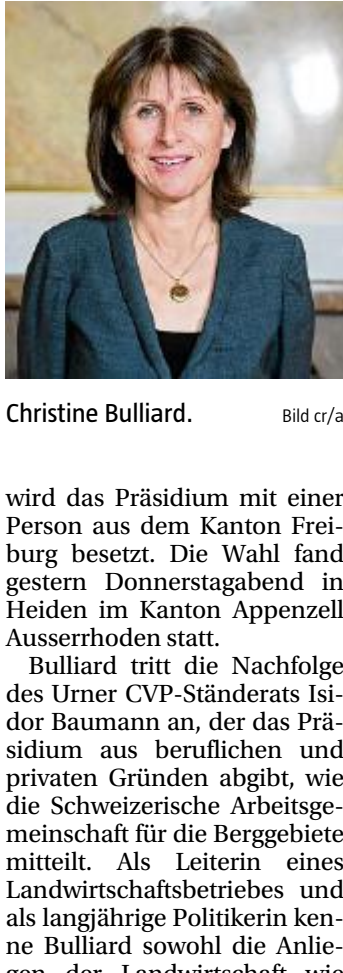 Christine Bulliard. Bild cr/a
wird das Präsidium mit einer
Person aus dem Kanton Frei-
burg besetzt. Die Wahl fand
gestern Donnerstagabend in
Heiden im Kanton Appenzell
Ausserrhoden statt.
Bulliard tritt die Nachfolge
des Urner CVP-Ständerats Isi-
dor Baumann an, der das Prä-
sidium aus beruflichen und
privaten Gründen abgibt, wie
die Schweizerische Arbeitsge-
meinschaft für die Berggebiete
mitteilt. Als Leiterin eines
Landwirtschaftsbetriebes und
als langjährige Politikerin ken-
ne Bulliard sowohl die Anlie-
gen der Landwirtschaft wie